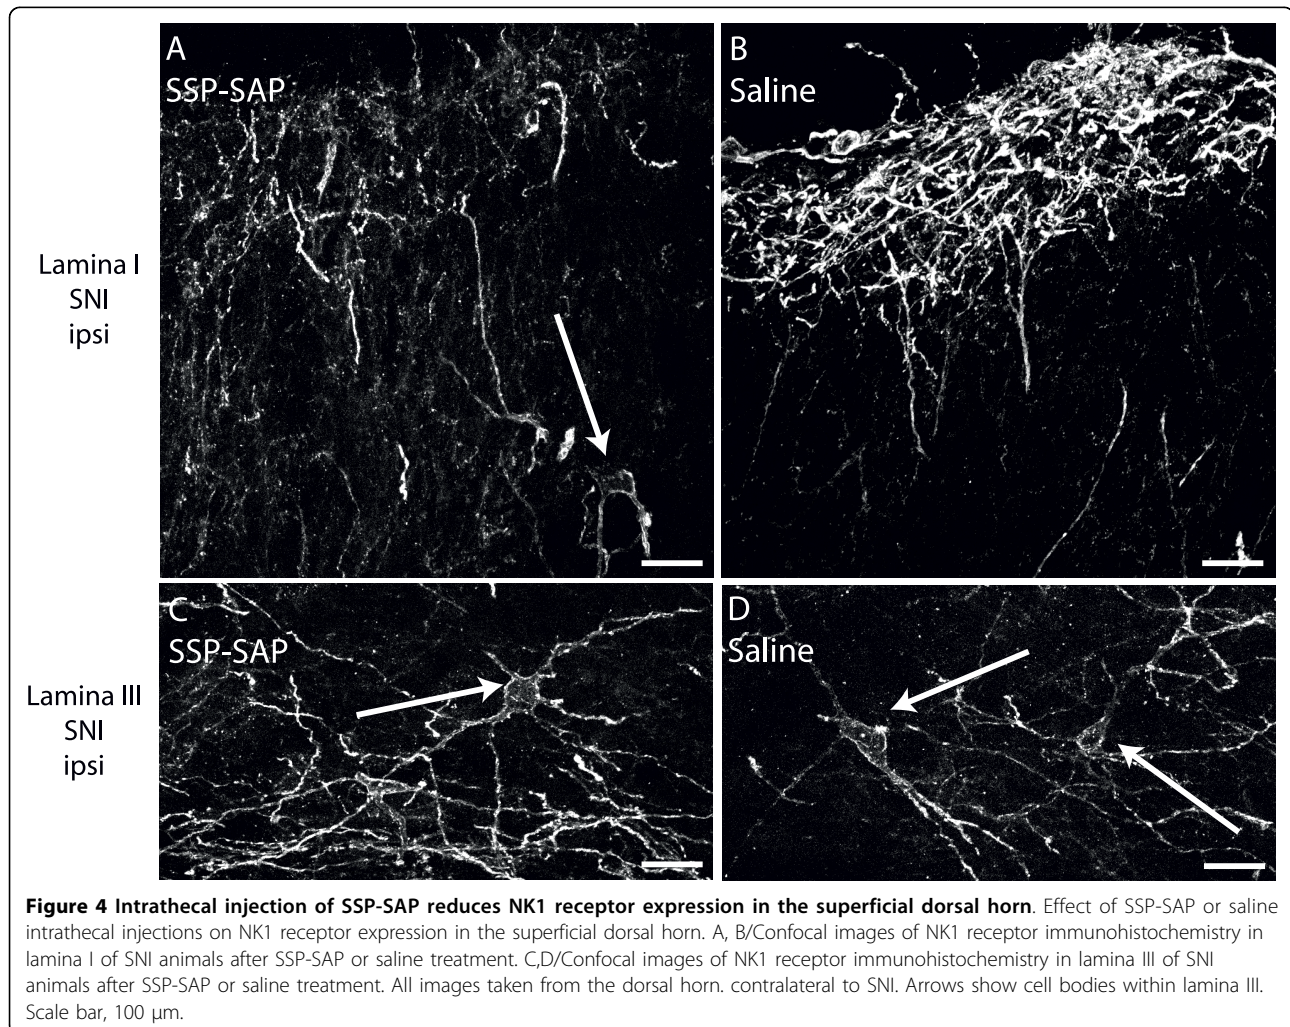 A
SSP-SAP
B
Saline
Lamina I
SNI
ipsi
C
SSP-SAP
D
Saline
Lamina III
SNI
ipsi
Figure 4 Intrathecal injection of SSP-SAP reduces NK1 receptor expression in the superficial dorsal horn. Effect of SSP-SAP or saline
intrathecal injections on NK1 receptor expression in the superficial dorsal horn. A, B/Confocal images of NK1 receptor immunohistochemistry in
lamina I of SNI animals after SSP-SAP or saline treatment. C,D/Confocal images of NK1 receptor immunohistochemistry in lamina III of SNI
animals after SSP-SAP or saline treatment. All images taken from the dorsal horn. contralateral to SNI. Arrows show cell bodies within lamina III.
Scale bar, 100 μm.